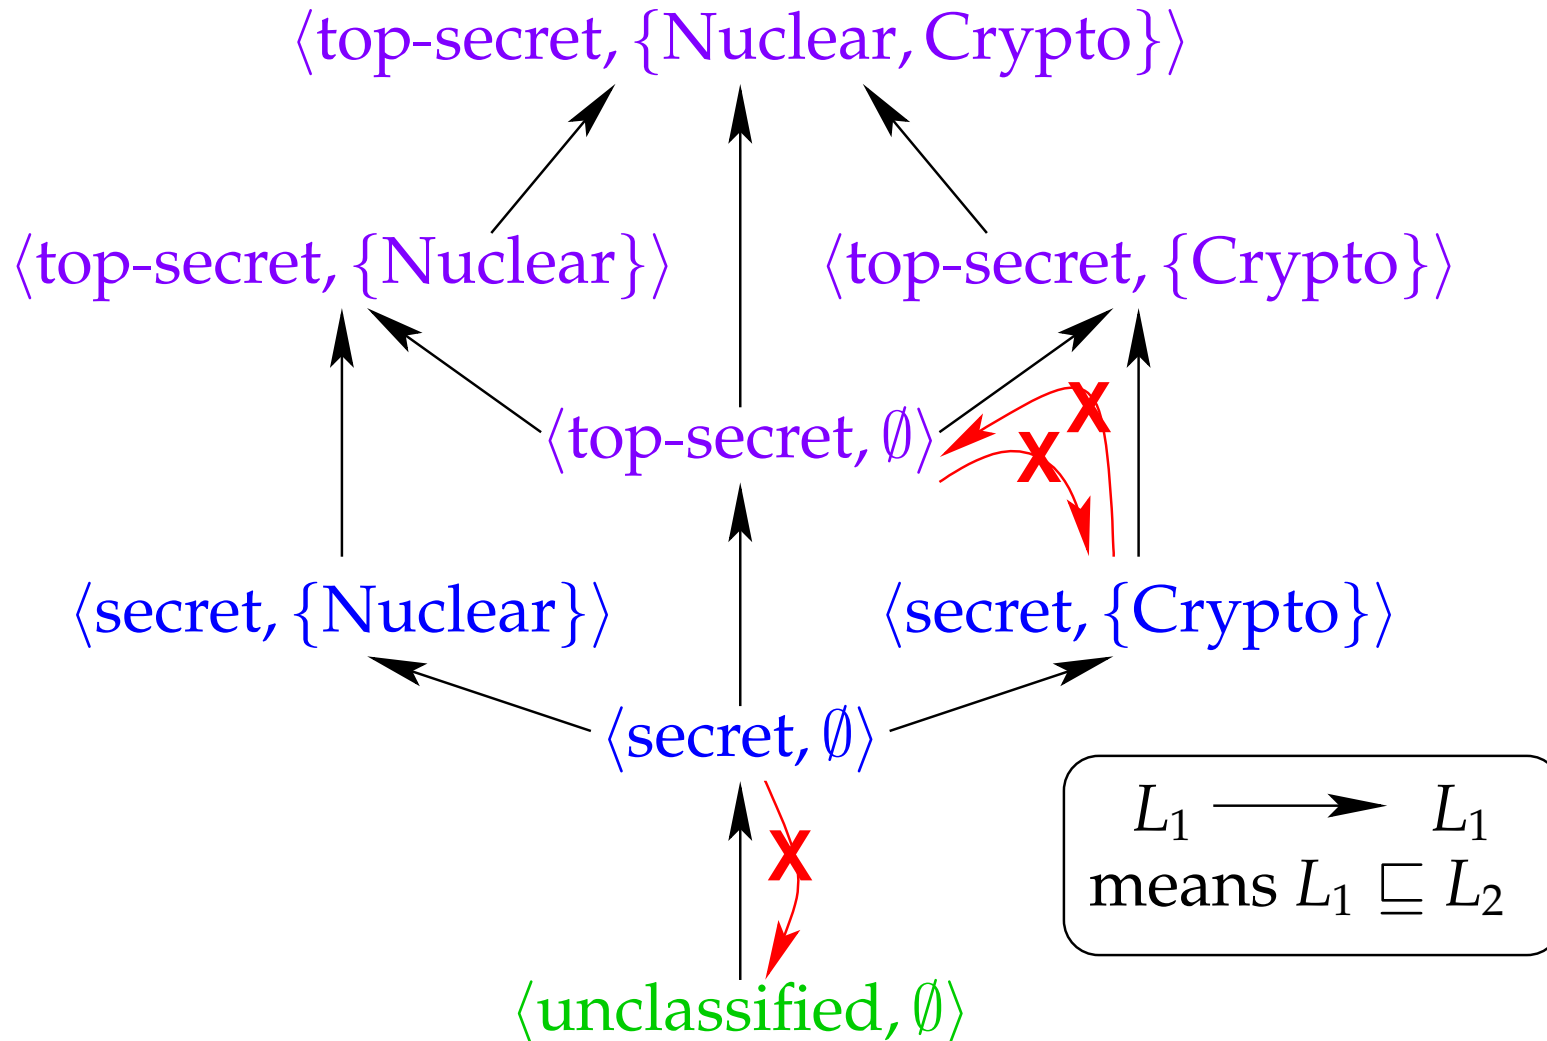 ⟨top-secret, {Nuclear, Crypto}⟩
⟨top-secret, {Nuclear}⟩
⟨top-secret, {Crypto}⟩
X
⟨top-secret, ∅⟩
X
⟨secret, {Nuclear}⟩
⟨secret, {Crypto}⟩
⟨secret, ∅⟩
X
L₁ ⟶ L₁
means L₁ ⊑ L₂
⟨unclassified, ∅⟩